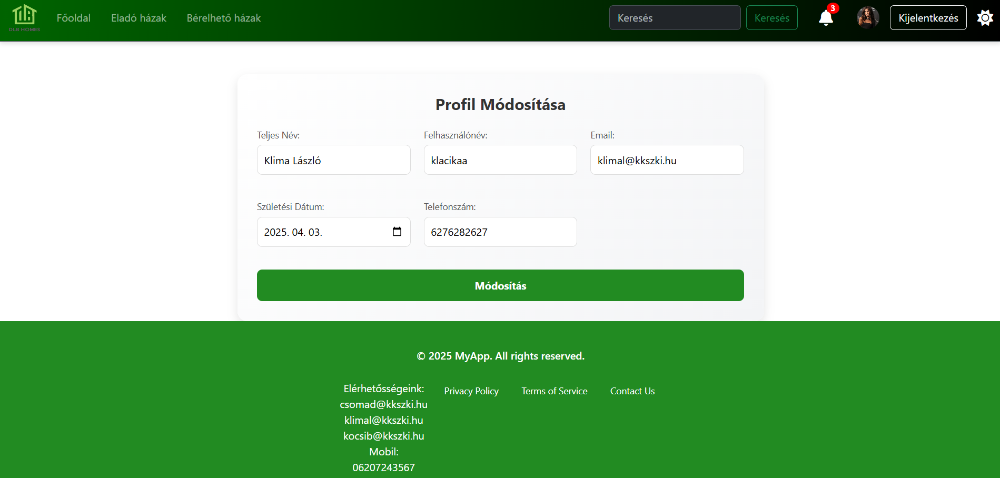 DLB HOMES
Főoldal
Eladó házak
Bérelhető házak
Keresés
Keresés
3
Kijelentkezés
Profil Módosítása
Teljes Név:
Felhasználónév:
Email:
Klima László
klacikaa
klimal@kkszki.hu
Születési Dátum:
Telefonszám:
2025. 04. 03.
6276282627
Módosítás
© 2025 MyApp. All rights reserved.
Elérhetősségeink:
csomad@kkszki.hu
klimal@kkszki.hu
kocsib@kkszki.hu
Mobil:
06207243567
Privacy Policy
Terms of Service
Contact Us